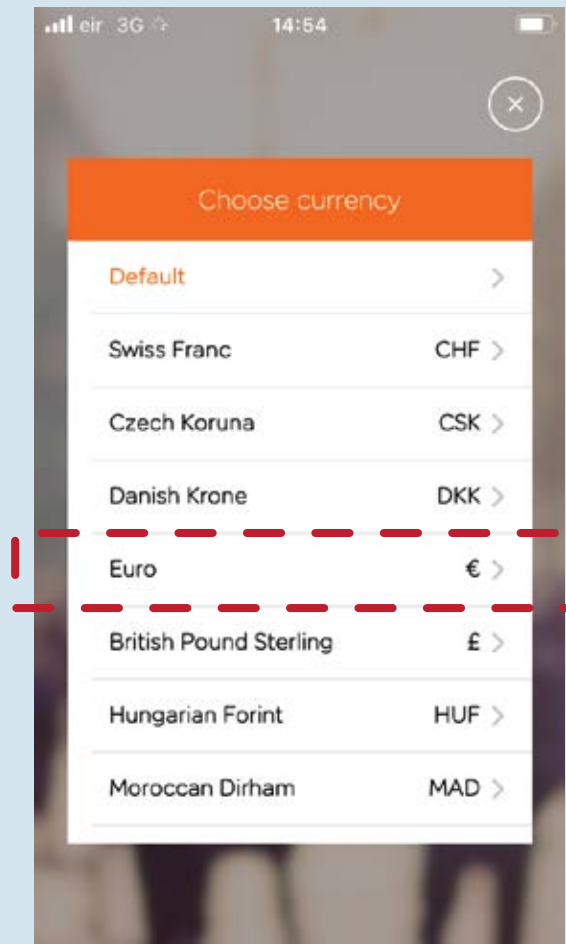 eir 3G 14:54
Choose currency
Default
Swiss Franc CHF
Czech Koruna CSK
Danish Krone DKK
Euro €
British Pound Sterling £
Hungarian Forint HUF
Moroccan Dirham MAD